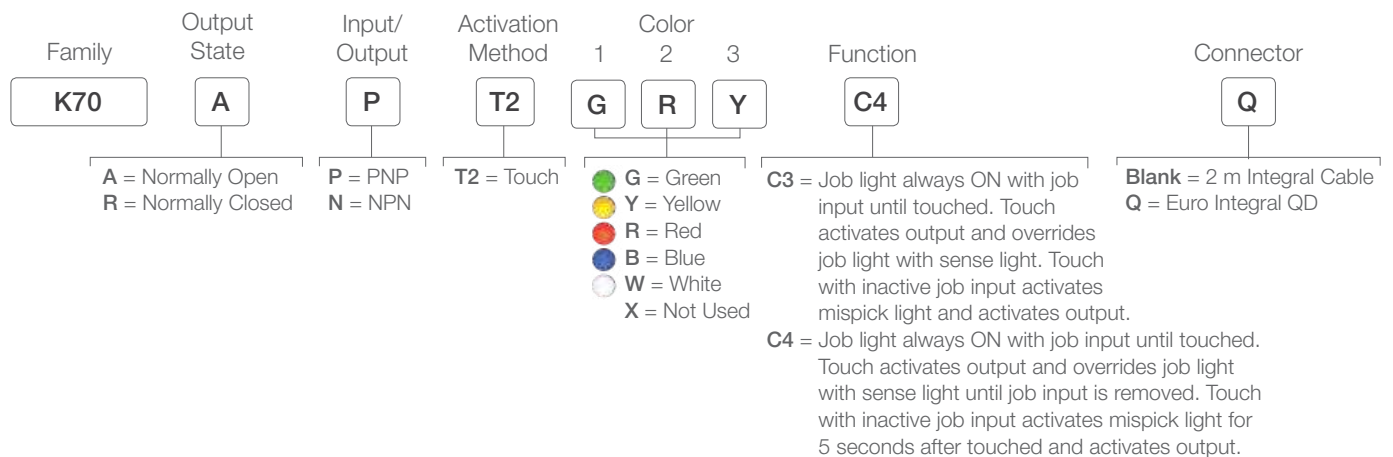 Family
Output
State
Input/
Output
Activation
Method
Color
1 2 3
Function
Connector
K70 A P T2 G R Y C4 Q
A = Normally Open
R = Normally Closed
P = PNP
N = NPN
T2 = Touch
G = Green
Y = Yellow
R = Red
B = Blue
W = White
X = Not Used
C3 = Job light always ON with job
input until touched. Touch
activates output and overrides
job light with sense light. Touch
with inactive job input activates
mispick light and activates output.
C4 = Job light always ON with job input until touched.
Touch activates output and overrides job light
with sense light until job input is removed. Touch
with inactive job input activates mispick light for
5 seconds after touched and activates output.
Blank = 2 m Integral Cable
Q = Euro Integral QD